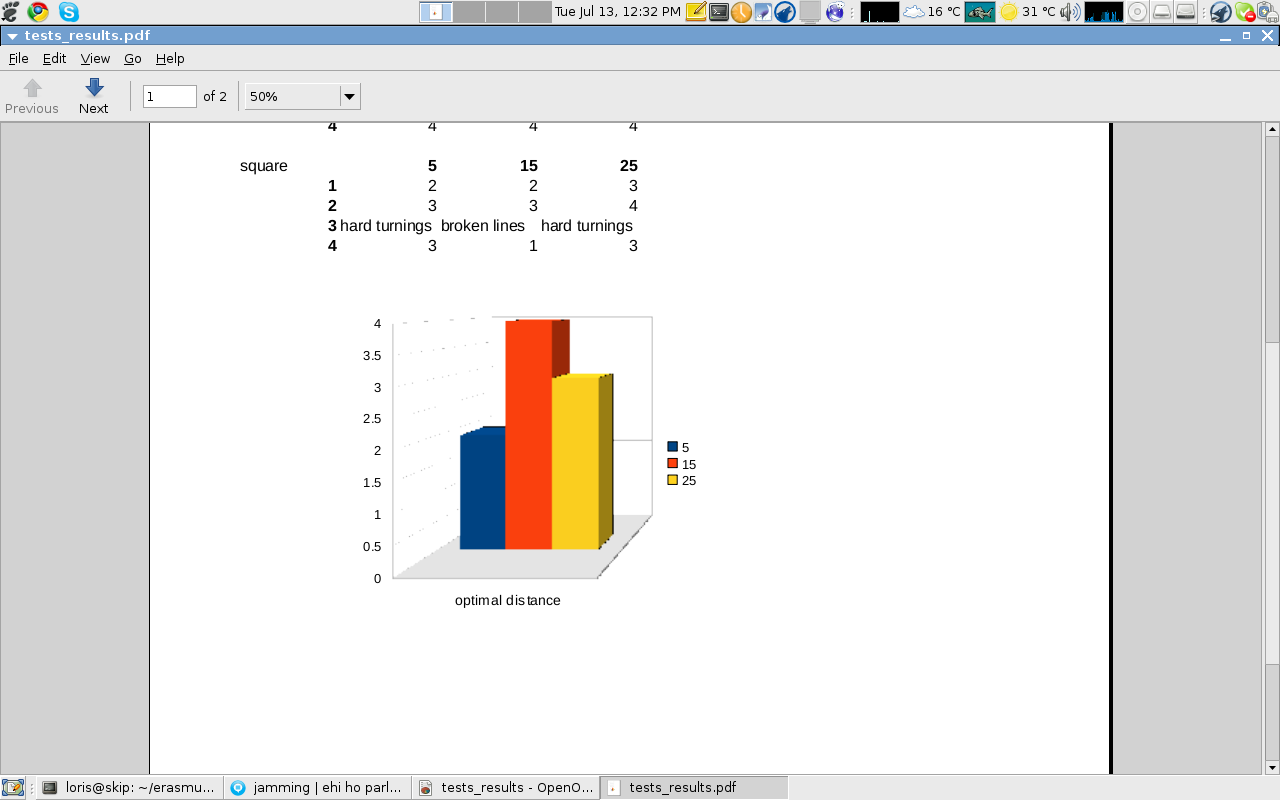 Tue Jul 13, 12:32 PM 16 °C 31 °C
tests_results.pdf
File Edit View Go Help
Previous Next 1 of 2 50%
4 4 4 4
square 5 15 25
1 2 2 3
2 3 3 4
3 hard turnings broken lines hard turnings
4 3 1 3
4
3.5
3
2.5
2
1.5
1
0.5
0
5
15
25
optimal distance
loris@skip: ~/erasmu... jamming | ehi ho parl... tests_results - OpenO... tests_results.pdf